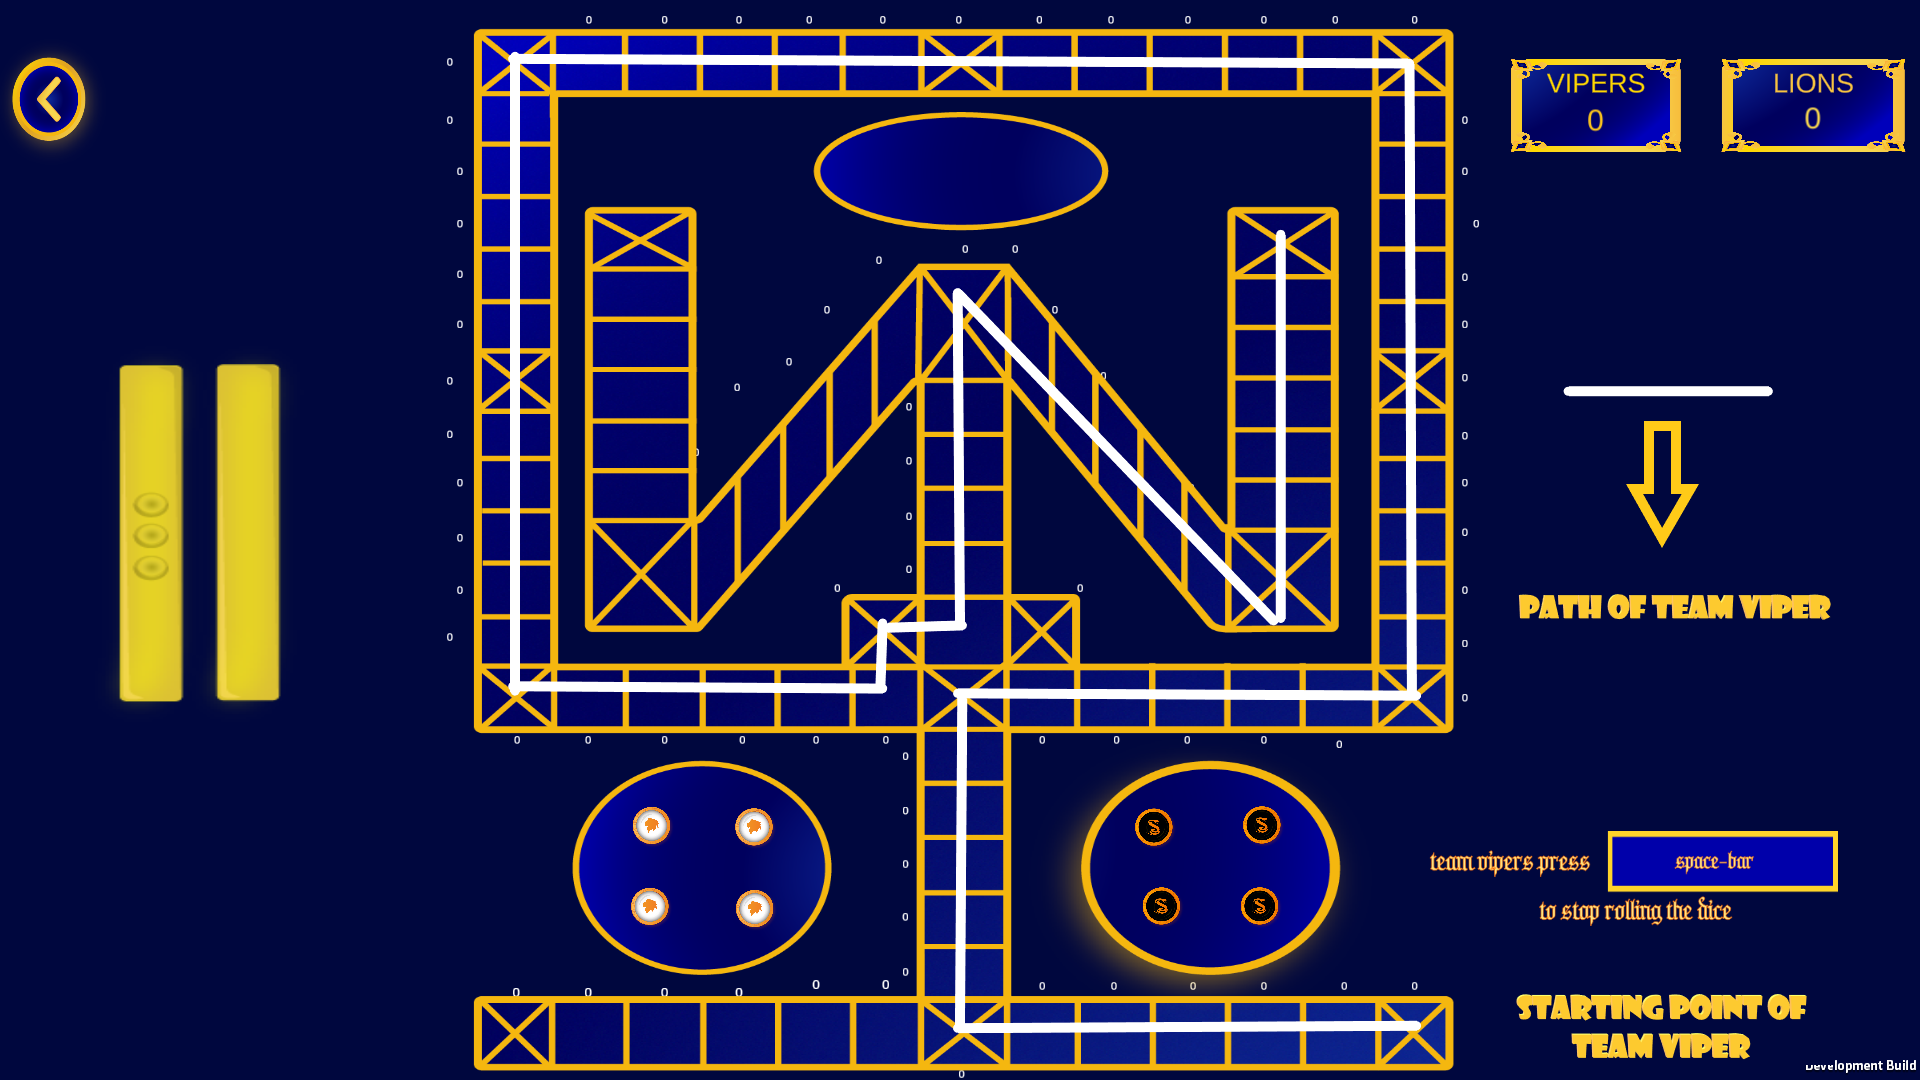 VIPERS
0
LIONS
0
PATH OF TEAM VIPER
team vipers press
space-bar
to stop rolling the dice
STARTING POINT OF
TEAM VIPER
Development Build